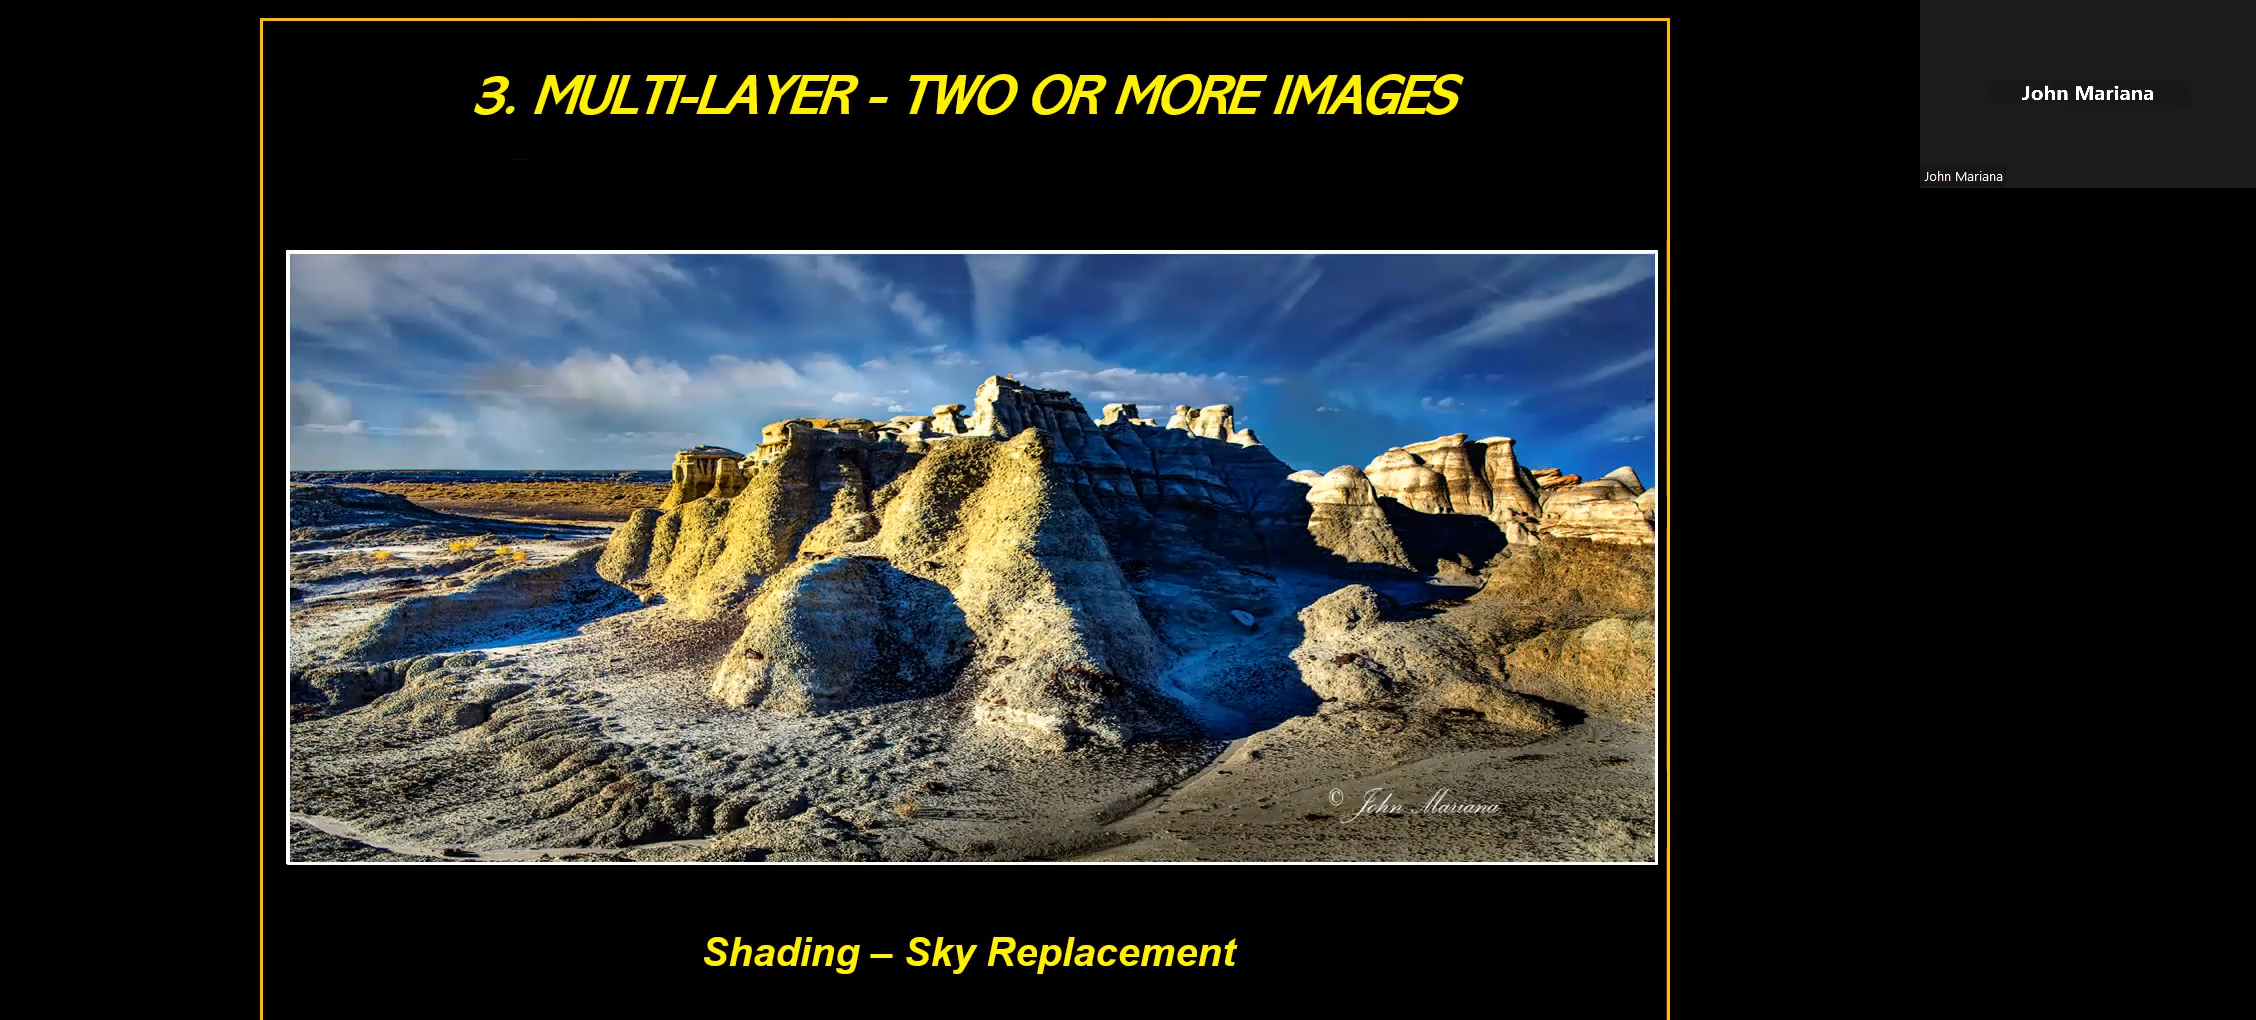 3. MULTI-LAYER - TWO OR MORE IMAGES
John Mariana
John Mariana
© John Mariana
Shading – Sky Replacement